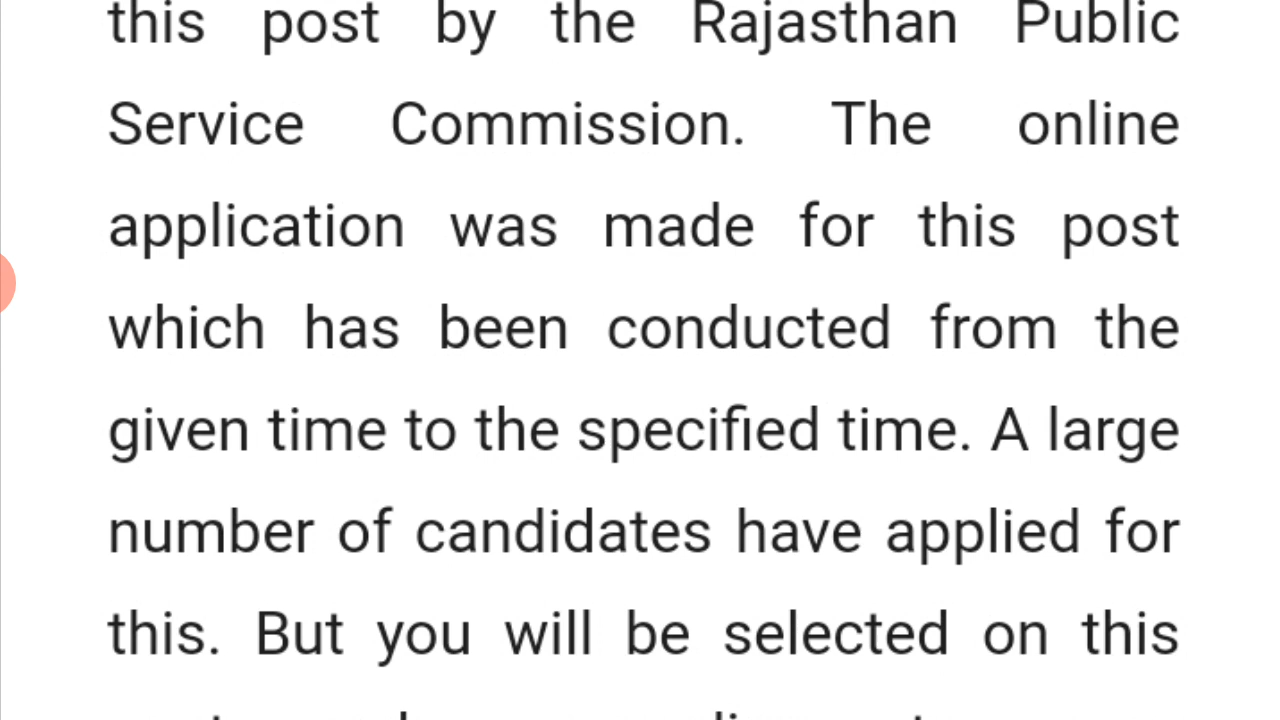 this post by the Rajasthan Public
Service Commission. The online
application was made for this post
which has been conducted from the
given time to the specified time. A large
number of candidates have applied for
this. But you will be selected on this